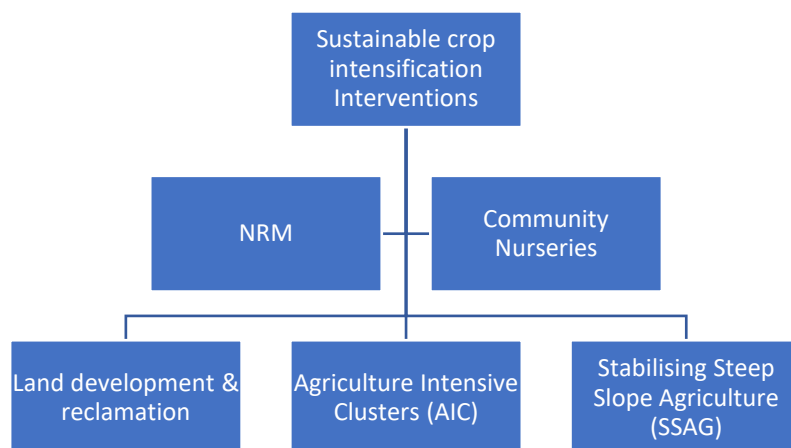 Sustainable crop
intensification
Interventions
NRM
Community
Nurseries
Land development &
reclamation
Agriculture Intensive
Clusters (AIC)
Stabilising Steep
Slope Agriculture
(SSAG)